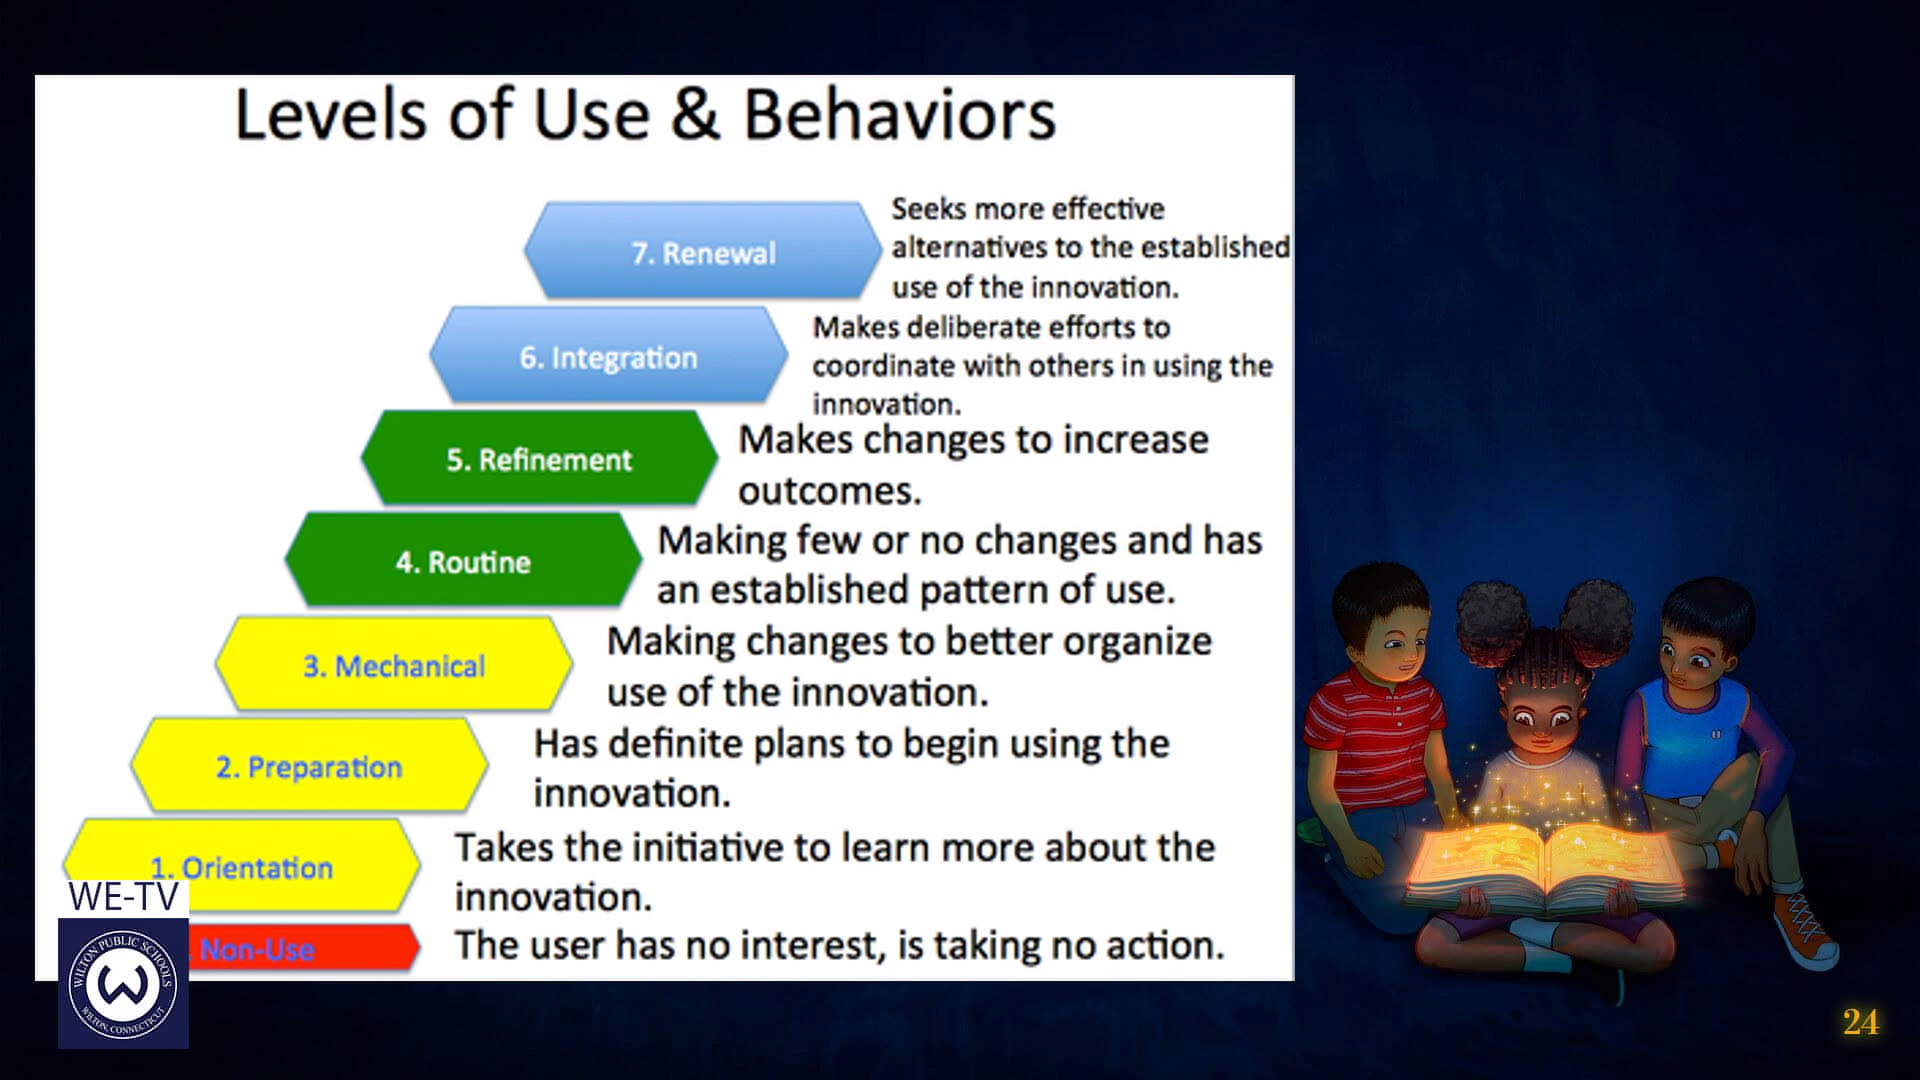 Levels of Use & Behaviors
7. Renewal
Seeks more effective
alternatives to the established
use of the innovation.
6. Integration
Makes deliberate efforts to
coordinate with others in using the
innovation.
5. Refinement
Makes changes to increase
outcomes.
4. Routine
Making few or no changes and has
an established pattern of use.
3. Mechanical
Making changes to better organize
use of the innovation.
2. Preparation
Has definite plans to begin using the
innovation.
1. Orientation
Takes the initiative to learn more about the
innovation.
Non-Use
The user has no interest, is taking no action.
WE-TV
WILTON PUBLIC SCHOOLS
W
WILTON, CONNECTICUT
24